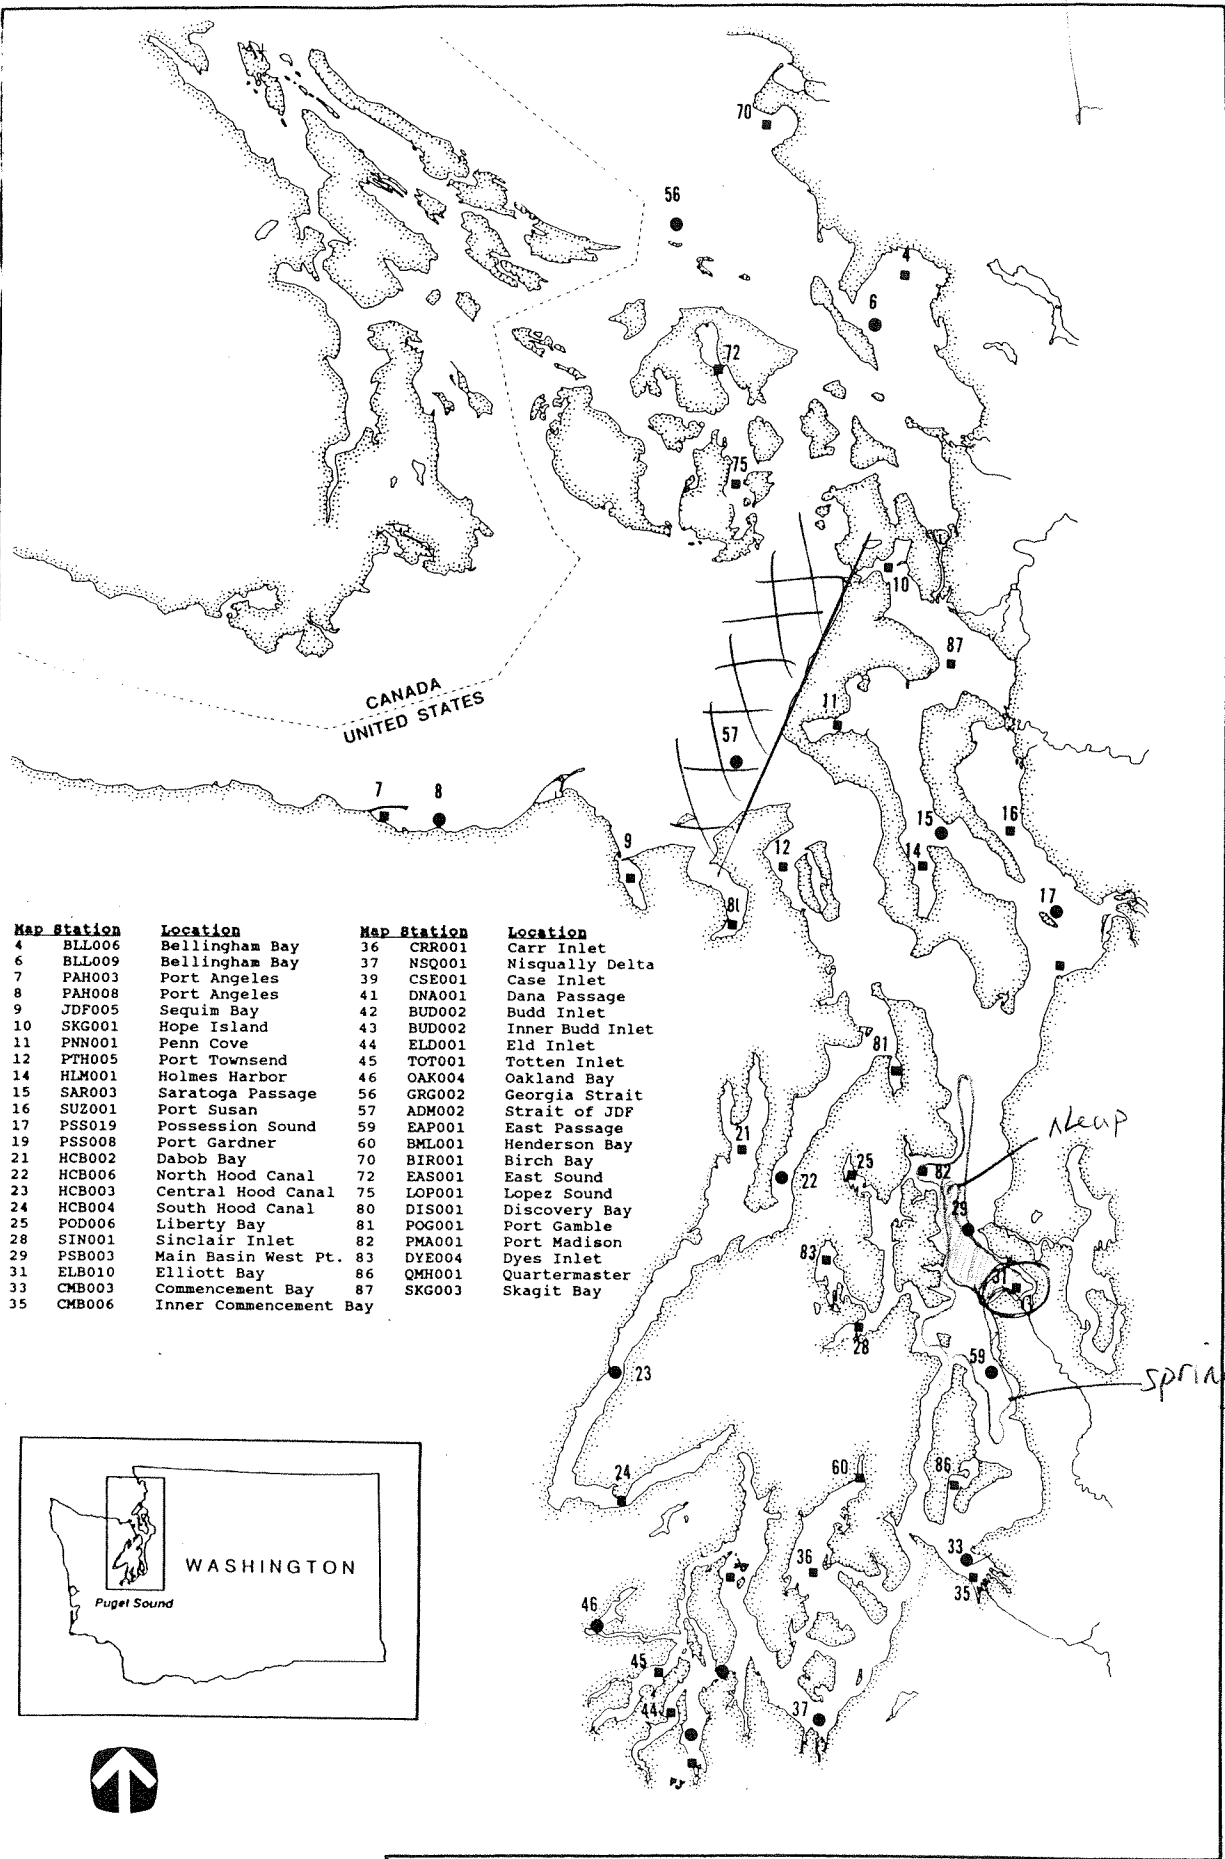 70
56
4
6
72
75
10
87
CANADA
UNITED STATES
11
57
7
8
9
12
15
16
14
17
80
Map Station Location Map Station Location
4 BLL006 Bellingham Bay 36 CRR001 Carr Inlet
6 BLL009 Bellingham Bay 37 NSQ001 Nisqually Delta
7 PAH003 Port Angeles 39 CSE001 Case Inlet
8 PAH008 Port Angeles 41 DNA001 Dana Passage
9 JDF005 Sequim Bay 42 BUD002 Budd Inlet
10 SKG001 Hope Island 43 BUD002 Inner Budd Inlet
11 PNN001 Penn Cove 44 ELD001 Eld Inlet
12 PTH005 Port Townsend 45 TOT001 Totten Inlet
14 HLM001 Holmes Harbor 46 OAK004 Oakland Bay
15 SAR003 Saratoga Passage 56 GRG002 Georgia Strait
16 SUZ001 Port Susan 57 ADM002 Strait of JDF
17 PSS019 Possession Sound 59 EAP001 East Passage
19 PSS008 Port Gardner 60 BML001 Henderson Bay
21 HCB002 Dabob Bay 70 BIR001 Birch Bay
22 HCB006 North Hood Canal 72 EAS001 East Sound
23 HCB003 Central Hood Canal 75 LOP001 Lopez Sound
24 HCB004 South Hood Canal 80 DIS001 Discovery Bay
25 POD006 Liberty Bay 81 POG001 Port Gamble
28 SIN001 Sinclair Inlet 82 PMA001 Port Madison
29 PSB003 Main Basin West Pt. 83 DYE004 Dyes Inlet
31 ELB010 Elliott Bay 86 QMH001 Quartermaster
33 CMB003 Commencement Bay 87 SKG003 Skagit Bay
35 CMB006 Inner Commencement Bay
81
21
22
25
82
29
neap
83
31
28
59
sprin
23
24
60
86
36
33
35
46
45
44
37
WASHINGTON
Puget Sound